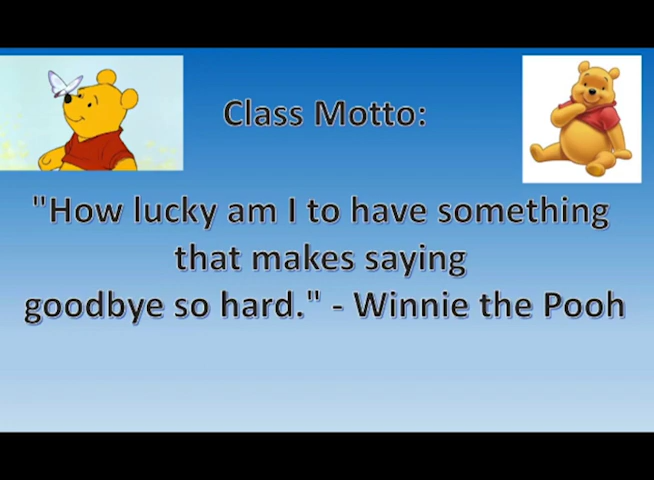 Class Motto:
"How lucky am I to have something
that makes saying
goodbye so hard." - Winnie the Pooh